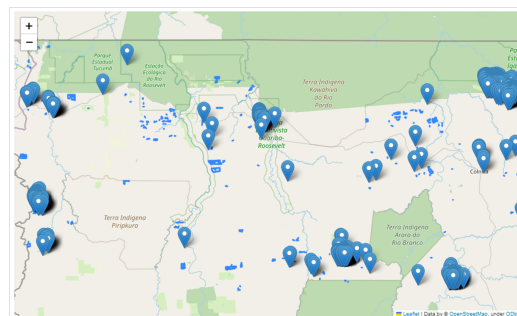 +
−
Parque
Estadual
Tucumã
Estação
Ecológica
do Rio
Roosevelt
Terra Indígena
Kawahiva
do Rio
Pardo
Roosevelt
Terra Indígena
Piripkura
Terra Indígena
Arara do
Rio Branco
Leaflet | Data by © OpenStreetMap, under